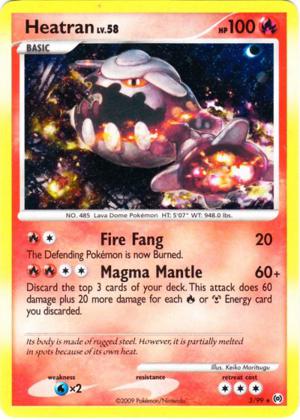 Heatran LV.58 HP 100
BASIC
NO. 485 Lava Dome Pokémon HT: 5'07" WT: 948.0 lbs.
Fire Fang 20
The Defending Pokémon is now Burned.
Magma Mantle 60+
Discard the top 3 cards of your deck. This attack does 60
damage plus 20 more damage for each or Energy card
you discarded.
Its body is made of rugged steel. However, it is partially melted
in spots because of its own heat.
Illus. Keiko Moritsugu
weakness resistance retreat cost
×2
©2009 Pokémon/Nintendo 3/99